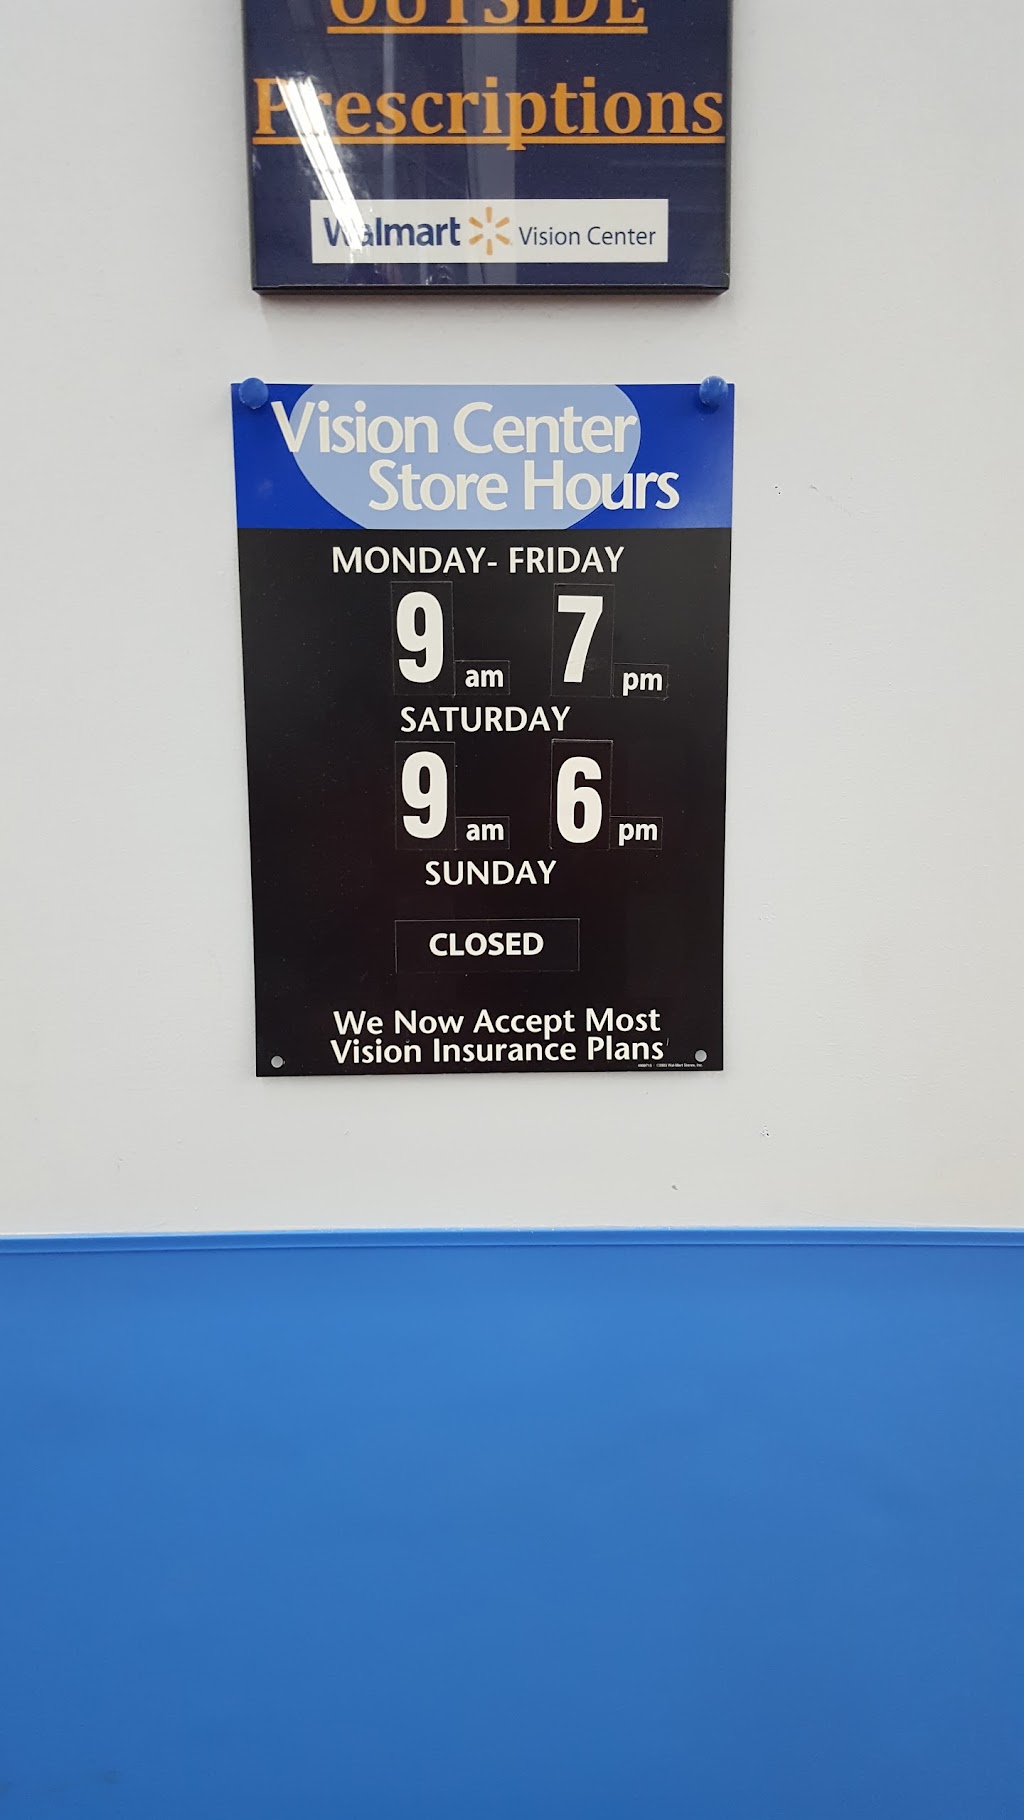 OUTSIDE
Prescriptions
Walmart Vision Center
Vision Center
Store Hours
MONDAY- FRIDAY
9 am 7 pm
SATURDAY
9 am 6 pm
SUNDAY
CLOSED
We Now Accept Most
Vision Insurance Plans